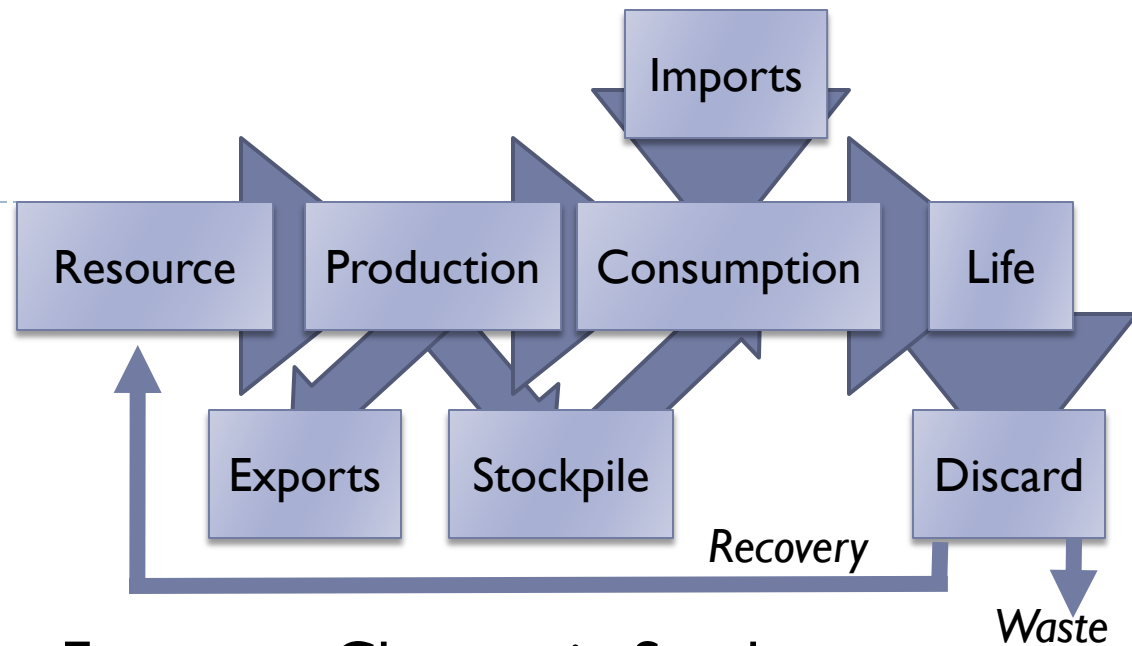 Imports
Resource
Production
Consumption
Life
Exports
Stockpile
Discard
Recovery
Waste